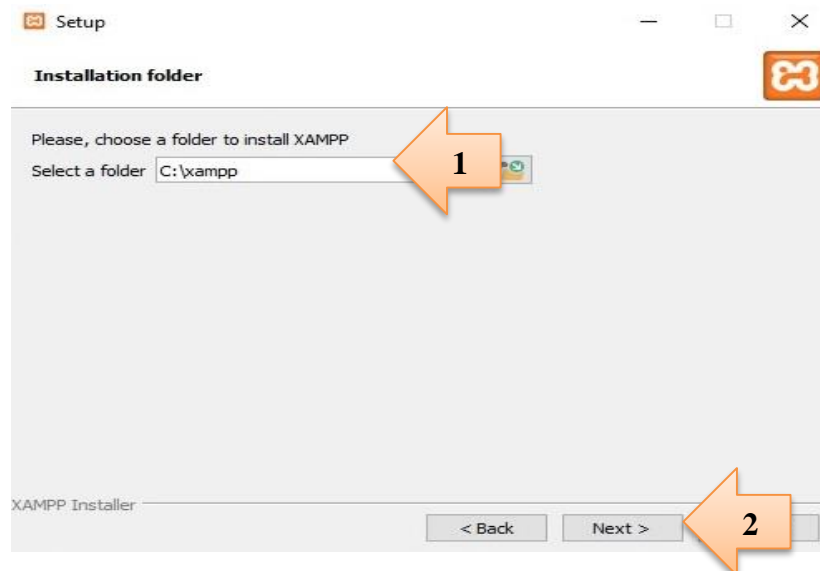 Setup
Installation folder
Please, choose a folder to install XAMPP
Select a folder C:\xampp
1
XAMPP Installer
< Back Next >
2